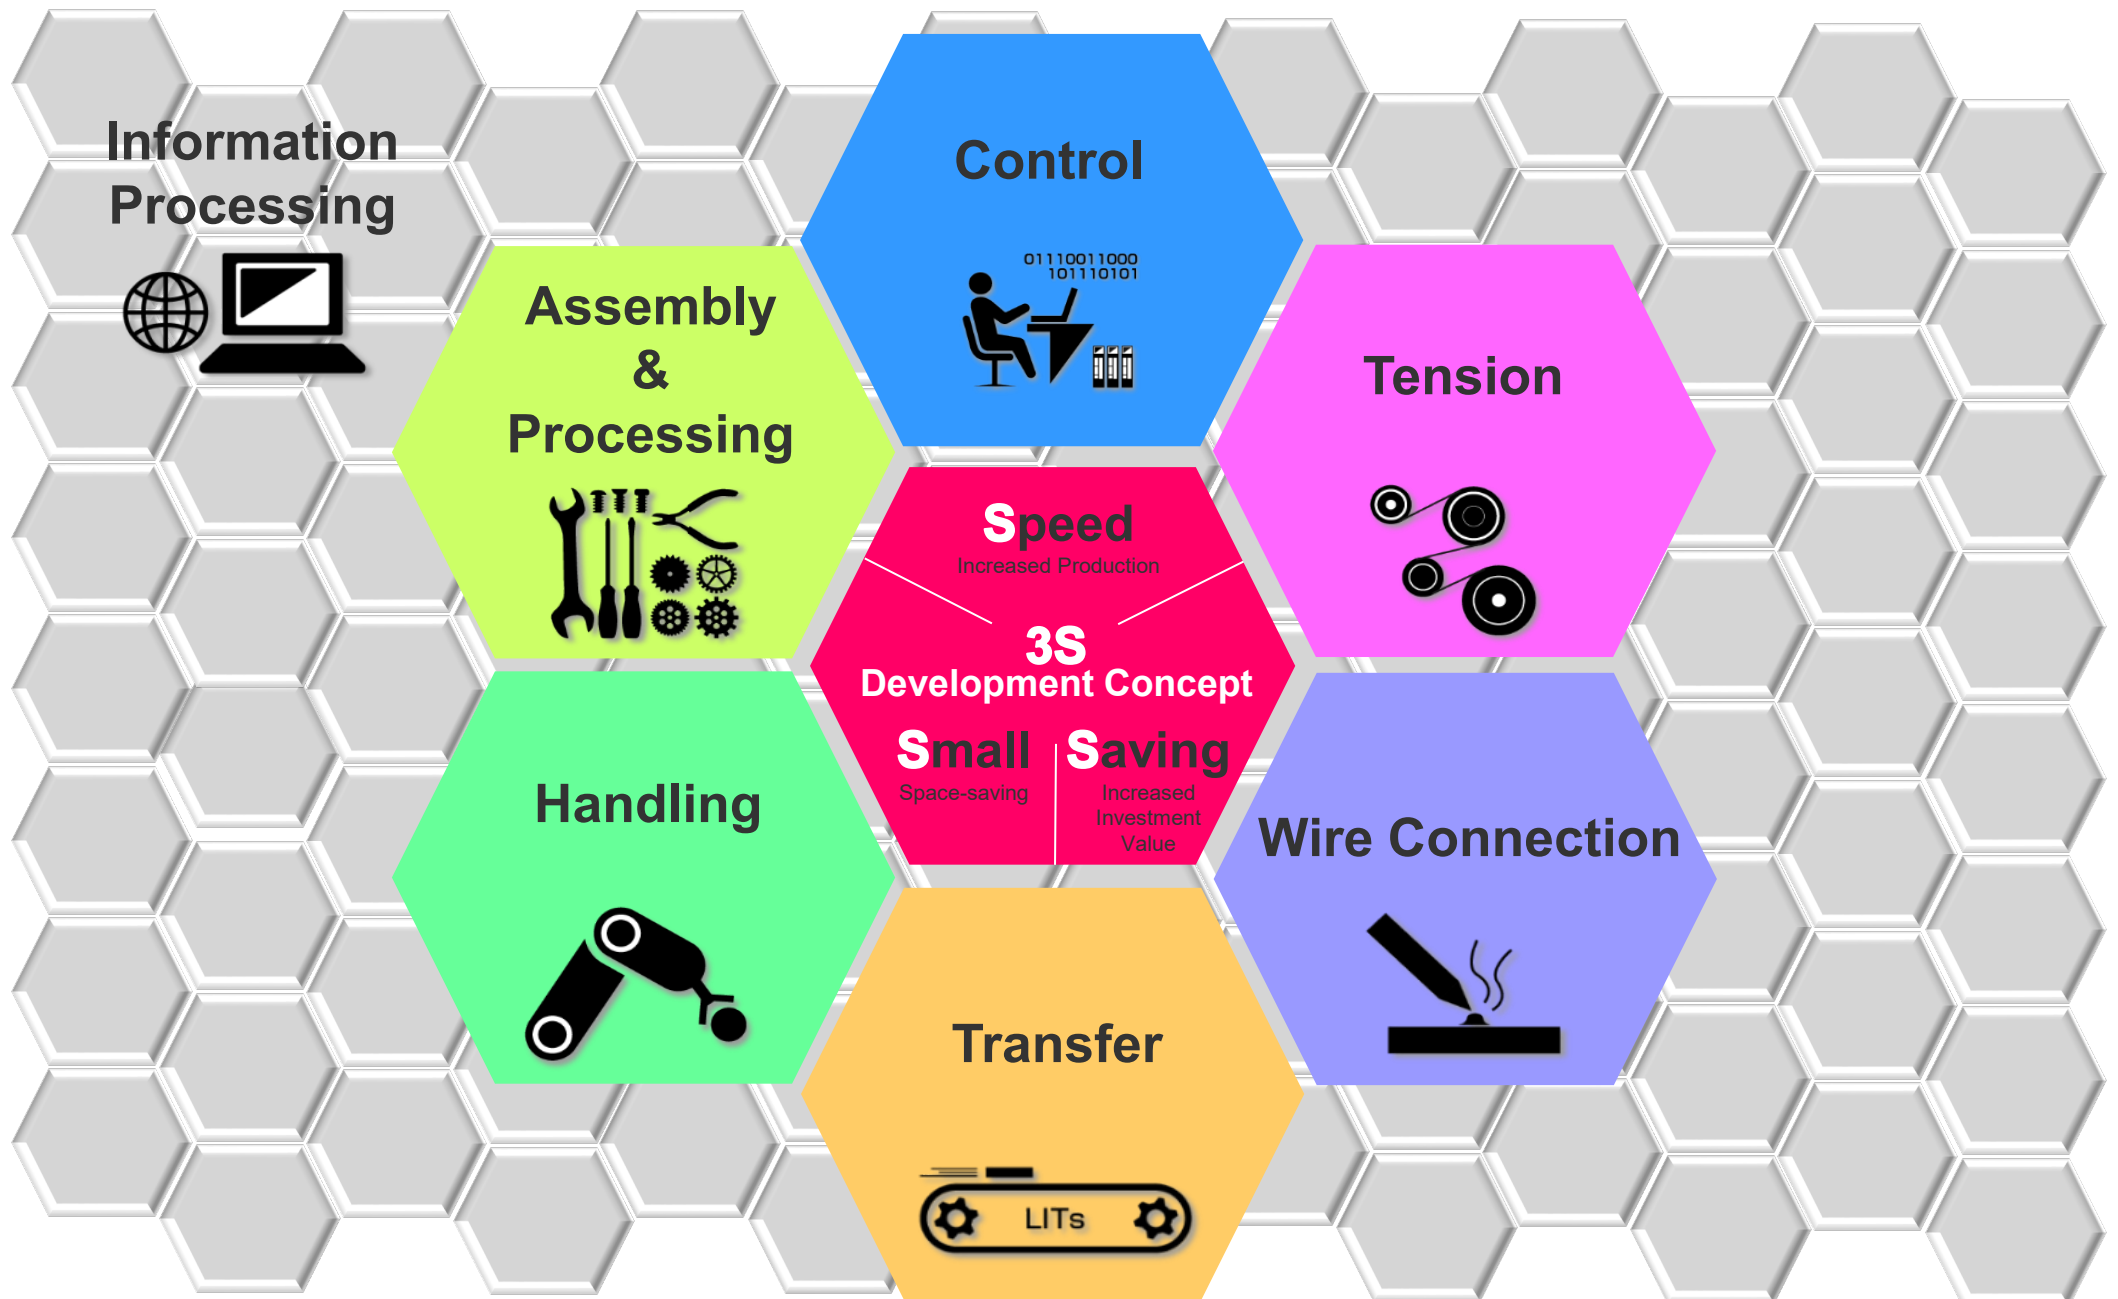 Information
Processing
Control
01110011000
101110101
Assembly
&
Processing
Tension
Speed
Increased Production
3S
Development Concept
Small
Space-saving
Saving
Increased
Investment
Value
Handling
Wire Connection
Transfer
LITs